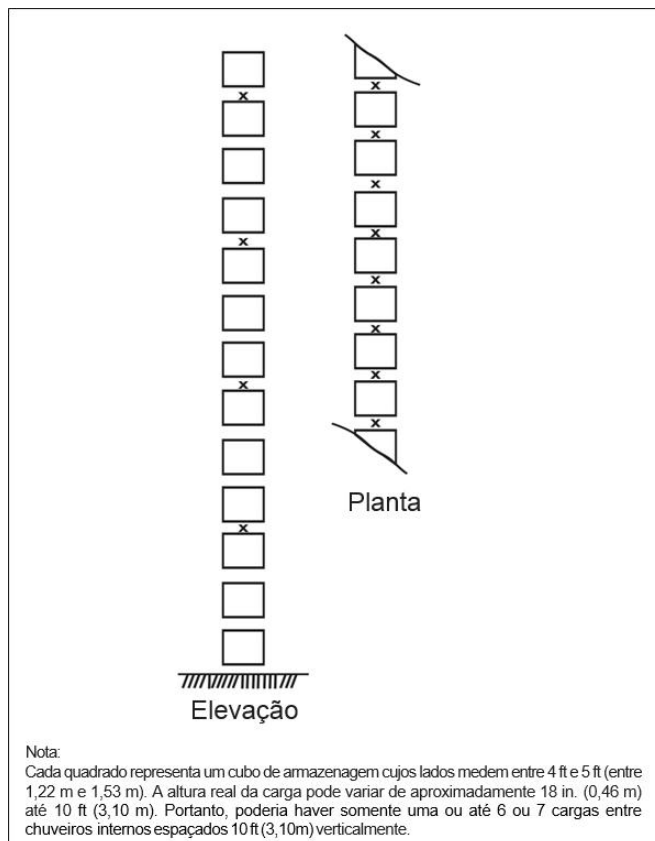 Planta
Elevação
Nota:
Cada quadrado representa um cubo de armazenagem cujos lados medem entre 4 ft e 5 ft (entre
1,22 m e 1,53 m). A altura real da carga pode variar de aproximadamente 18 in. (0,46 m)
até 10 ft (3,10 m). Portanto, poderia haver somente uma ou até 6 ou 7 cargas entre
chuveiros internos espaçados 10 ft (3,10m) verticalmente.